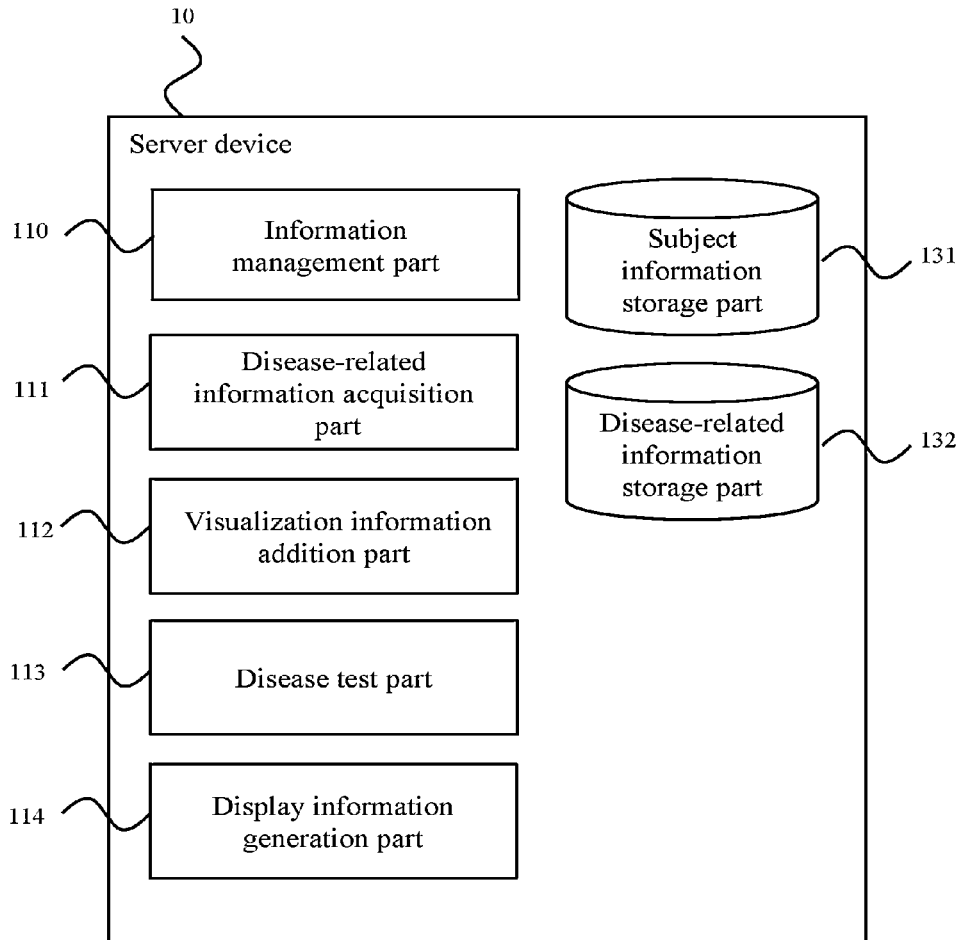 10
Server device
110
Information
management part
111
Disease-related
information acquisition
part
112
Visualization information
addition part
113
Disease test part
114
Display information
generation part
Subject
information
storage part
131
Disease-related
information
storage part
132